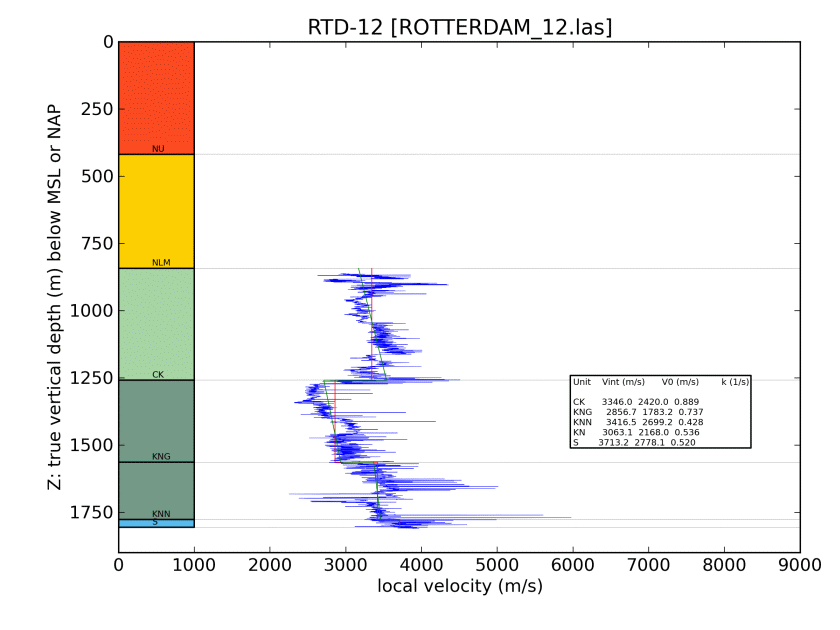 RTD-12 [ROTTERDAM_12.las]
0
250
500
750
1000
1250
1500
1750
Z: true vertical depth (m) below MSL or NAP
NU
NLM
CK
KNG
KNN
S
Unit Vint (m/s) V0 (m/s) k (1/s)
CK 3346.0 2420.0 0.889
KNG 2856.7 1783.2 0.737
KNN 3416.5 2699.2 0.428
KN 3063.1 2168.0 0.536
S 3713.2 2778.1 0.520
0 1000 2000 3000 4000 5000 6000 7000 8000 9000
local velocity (m/s)